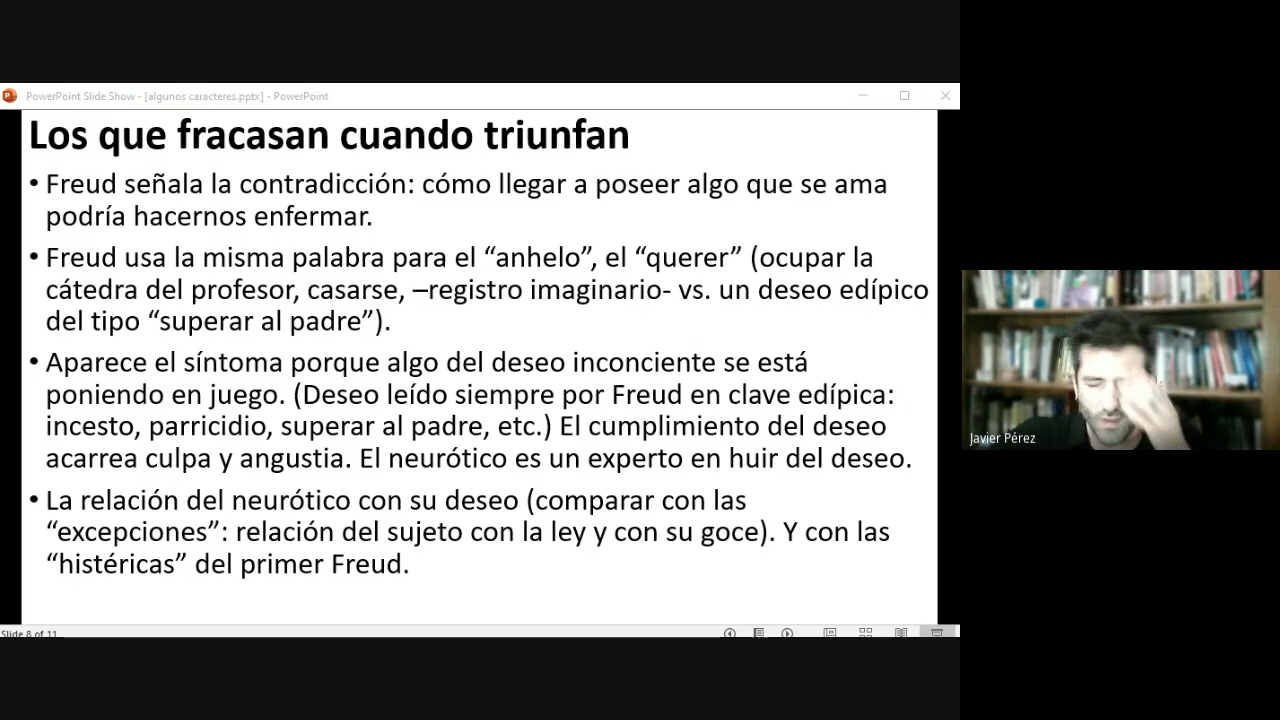 PowerPoint Slide Show - [algunos caracteres.pptx] - PowerPoint
Los que fracasan cuando triunfan
• Freud señala la contradicción: cómo llegar a poseer algo que se ama
podría hacernos enfermar.
• Freud usa la misma palabra para el “anhelo”, el “querer” (ocupar la
cátedra del profesor, casarse, –registro imaginario- vs. un deseo edípico
del tipo “superar al padre”).
• Aparece el síntoma porque algo del deseo inconciente se está
poniendo en juego. (Deseo leído siempre por Freud en clave edípica:
incesto, parricidio, superar al padre, etc.) El cumplimiento del deseo
acarrea culpa y angustia. El neurótico es un experto en huir del deseo.
• La relación del neurótico con su deseo (comparar con las
“excepciones”: relación del sujeto con la ley y con su goce). Y con las
“histéricas” del primer Freud.
Slide 8 of 11
Javier Pérez